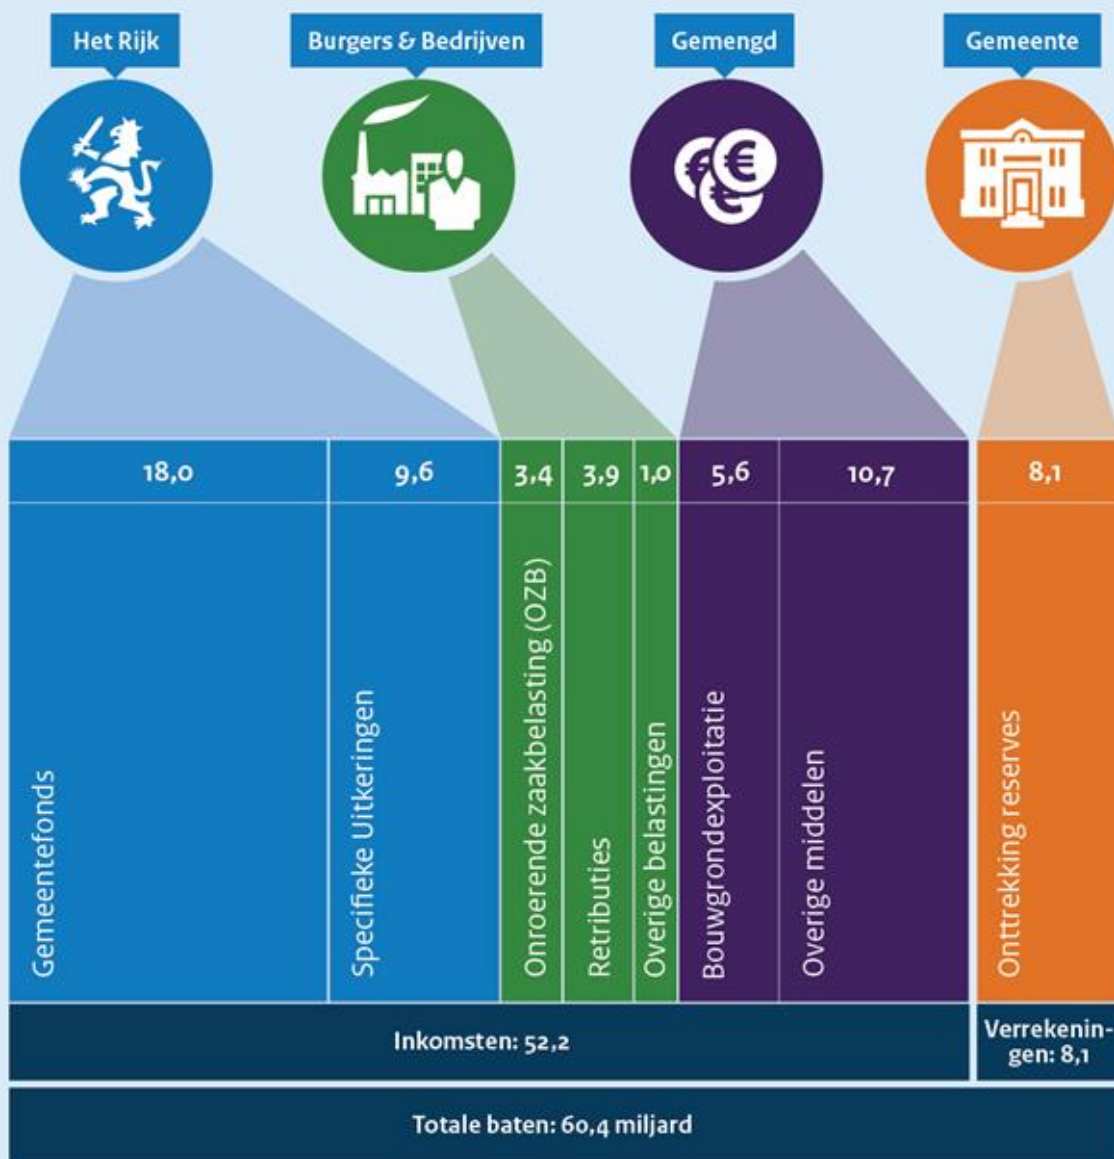 Het Rijk
Burgers & Bedrijven
Gemengd
Gemeente
18,0
9,6
3,4
3,9
1,0
5,6
10,7
8,1
Gemeentefonds
Specifieke Uitkeringen
Onroerende zaakbelasting (OZB)
Retributies
Overige belastingen
Bouwgrondexploitatie
Overige middelen
Onttrekking reserves
Inkomsten: 52,2
Verrekenin-
gen: 8,1
Totale baten: 60,4 miljard